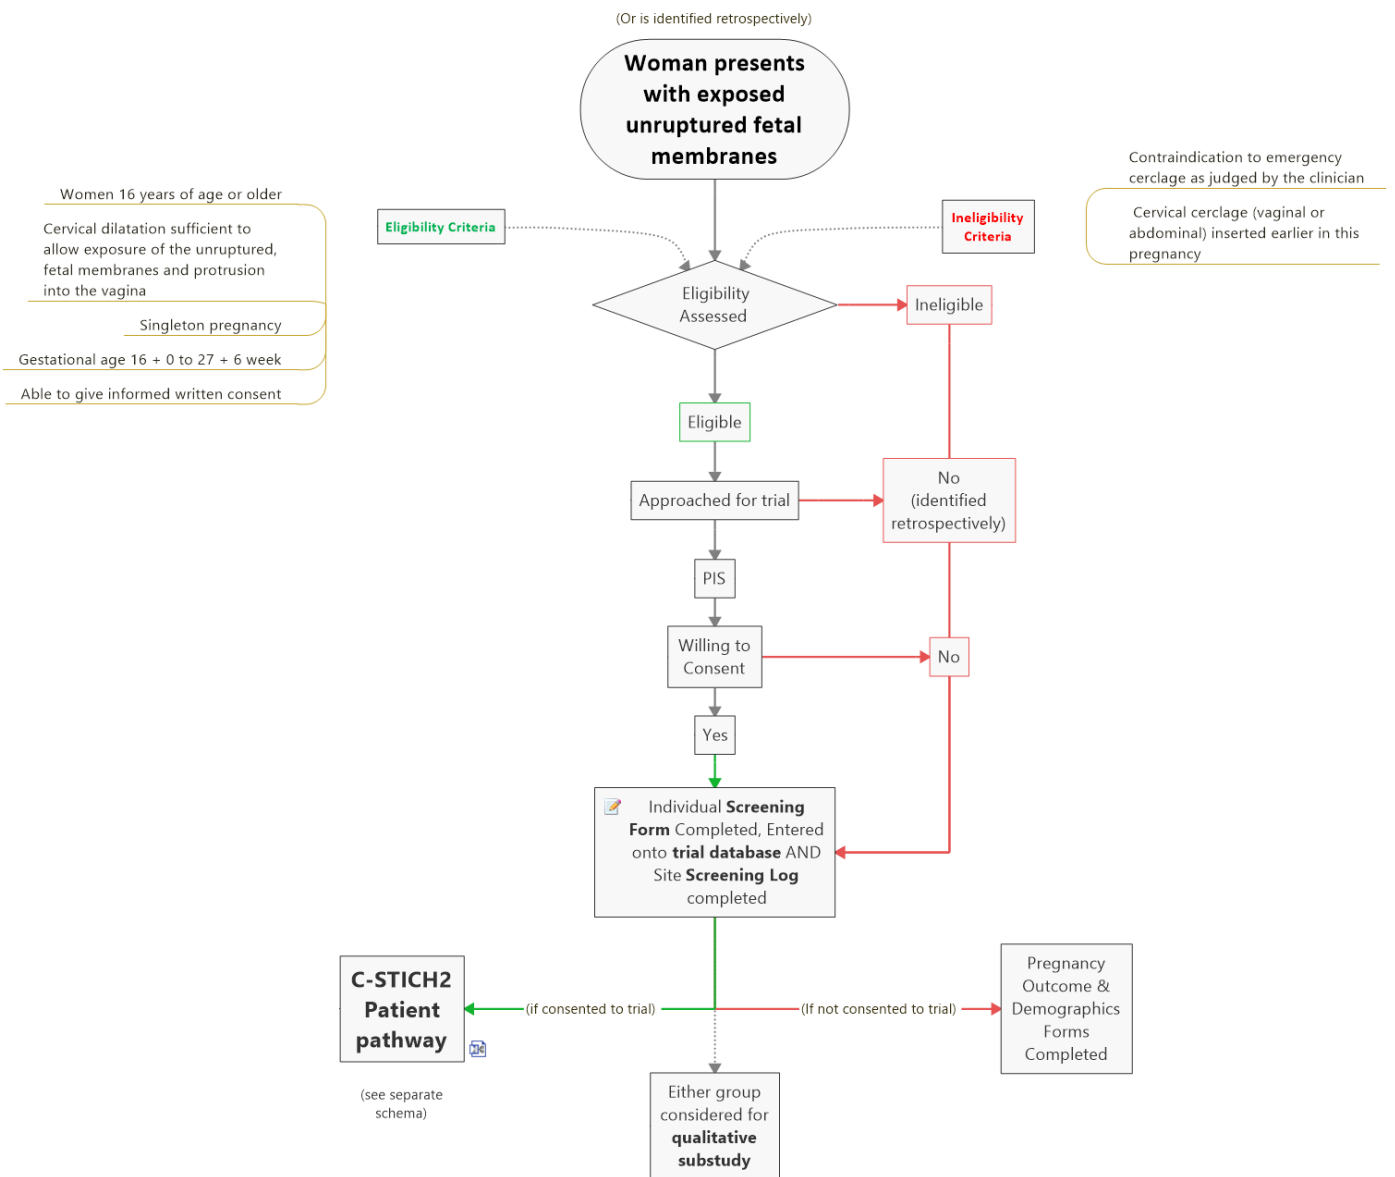 (Or is identified retrospectively)
Woman presents
with exposed
unruptured fetal
membranes
Women 16 years of age or older
Cervical dilatation sufficient to
allow exposure of the unruptured,
fetal membranes and protrusion
into the vagina
Singleton pregnancy
Gestational age 16 + 0 to 27 + 6 week
Able to give informed written consent
Eligibility Criteria
Ineligibility
Criteria
Contraindication to emergency
cerclage as judged by the clinician
Cervical cerclage (vaginal or
abdominal) inserted earlier in this
pregnancy
Eligibility
Assessed
Ineligible
Eligible
Approached for trial
No
(identified
retrospectively)
PIS
Willing to
Consent
No
Yes
Individual Screening
Form Completed, Entered
onto trial database AND
Site Screening Log
completed
C-STICH2
Patient
pathway
(if consented to trial)
(If not consented to trial)
Pregnancy
Outcome &
Demographics
Forms
Completed
(see separate
schema)
Either group
considered for
qualitative
substudy